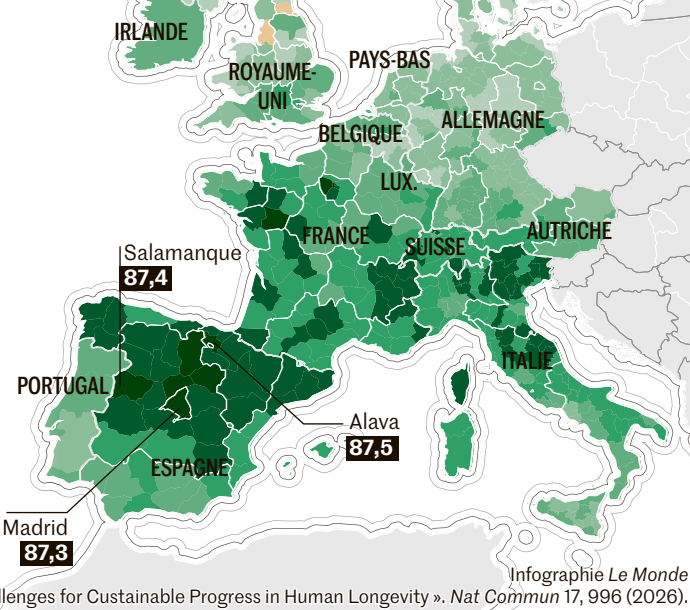 IRLANDE
ROYAUME-
UNI
PAYS-BAS
BELGIQUE
ALLEMAGNE
LUX.
FRANCE
SUISSE
AUTRICHE
Salamanque
87,4
ITALIE
PORTUGAL
Alava
87,5
ESPAGNE
Madrid
87,3
Infographie Le Monde
llenges for Custainable Progress in Human Longevity ». Nat Commun 17, 996 (2026).